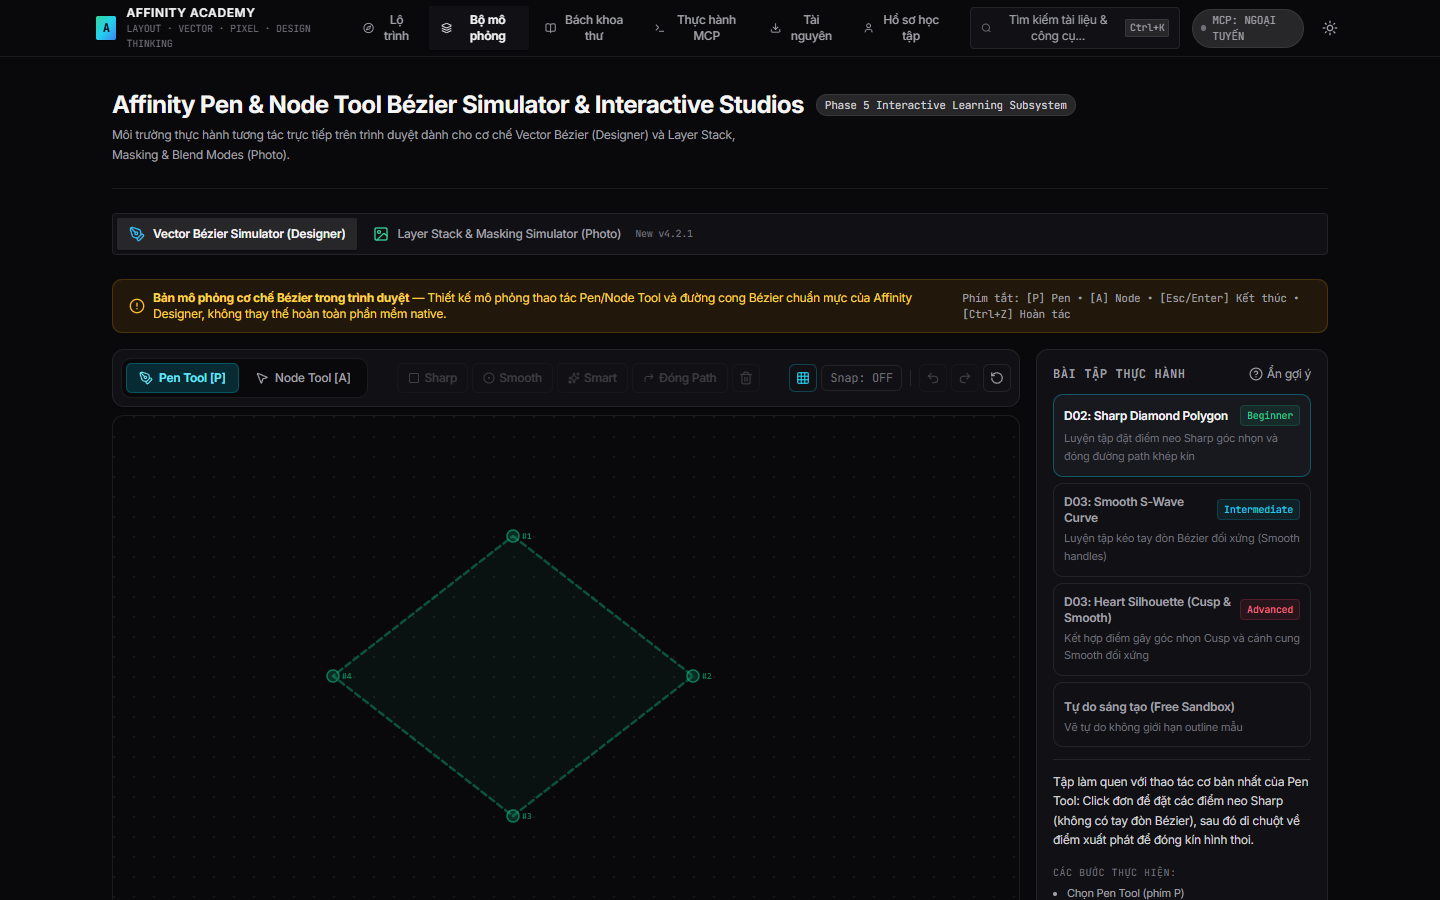 A
AFFINITY ACADEMY
LAYOUT · VECTOR · PIXEL · DESIGN
THINKING
Lộ
trình
Bộ mô
phỏng
Bách khoa
thư
Thực hành
MCP
Tài
nguyên
Hồ sơ học
tập
Tìm kiếm tài liệu &
công cụ...
Ctrl+K
MCP: NGOẠI
TUYẾN
Affinity Pen & Node Tool Bézier Simulator & Interactive Studios
Phase 5 Interactive Learning Subsystem
Môi trường thực hành tương tác trực tiếp trên trình duyệt dành cho cơ chế Vector Bézier (Designer) và Layer Stack,
Masking & Blend Modes (Photo).
Vector Bézier Simulator (Designer)
Layer Stack & Masking Simulator (Photo)
New v4.2.1
Bản mô phỏng cơ chế Bézier trong trình duyệt — Thiết kế mô phỏng thao tác Pen/Node Tool và đường cong Bézier chuẩn mực của Affinity
Designer, không thay thế hoàn toàn phần mềm native.
Phím tắt: [P] Pen • [A] Node • [Esc/Enter] Kết thúc •
[Ctrl+Z] Hoàn tác
Pen Tool [P]
Node Tool [A]
Sharp
Smooth
Smart
Đóng Path
Snap: OFF
#1
#2
#3
#4
BÀI TẬP THỰC HÀNH
Ẩn gợi ý
D02: Sharp Diamond Polygon
Beginner
Luyện tập đặt điểm neo Sharp góc nhọn và
đóng đường path khép kín
D03: Smooth S-Wave
Curve
Intermediate
Luyện tập kéo tay đòn Bézier đối xứng (Smooth
handles)
D03: Heart Silhouette (Cusp &
Smooth)
Advanced
Kết hợp điểm gãy góc nhọn Cusp và cánh cung
Smooth đối xứng
Tự do sáng tạo (Free Sandbox)
Vẽ tự do không giới hạn outline mẫu
Tập làm quen với thao tác cơ bản nhất của Pen
Tool: Click đơn để đặt các điểm neo Sharp
(không có tay đòn Bézier), sau đó di chuột về
điểm xuất phát để đóng kín hình thoi.
CÁC BƯỚC THỰC HIỆN:
• Chọn Pen Tool (phím P)